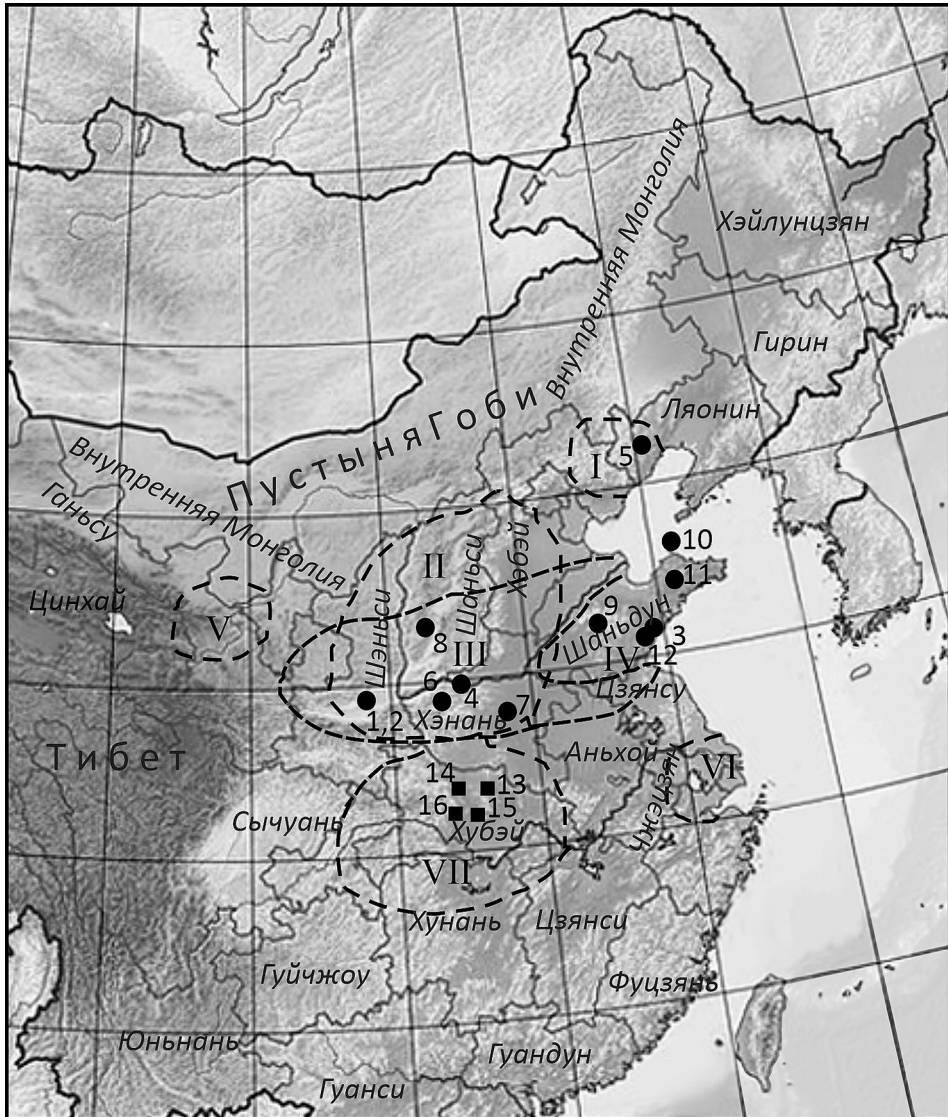 Внутренняя Монголия
Хэйлунцзян
Гирин
Ляонин
Пустыня Гоби
I
5
Внутренняя Монголия
Ганьсу
10
11
II
Шаньси
Хэбэй
Цинхай
V
Шэньси
8
III
9
Шаньдун
3
IV
12
6
4
Цзянсу
1,2
Хэнань
7
Тибет
Аньхой
VI
Чжэцзян
14
13
16
15
Хубэй
Сычуань
VII
Хунань
Цзянси
Гуйчжоу
Фуцзянь
Юньнань
Гуандун
Гуанси